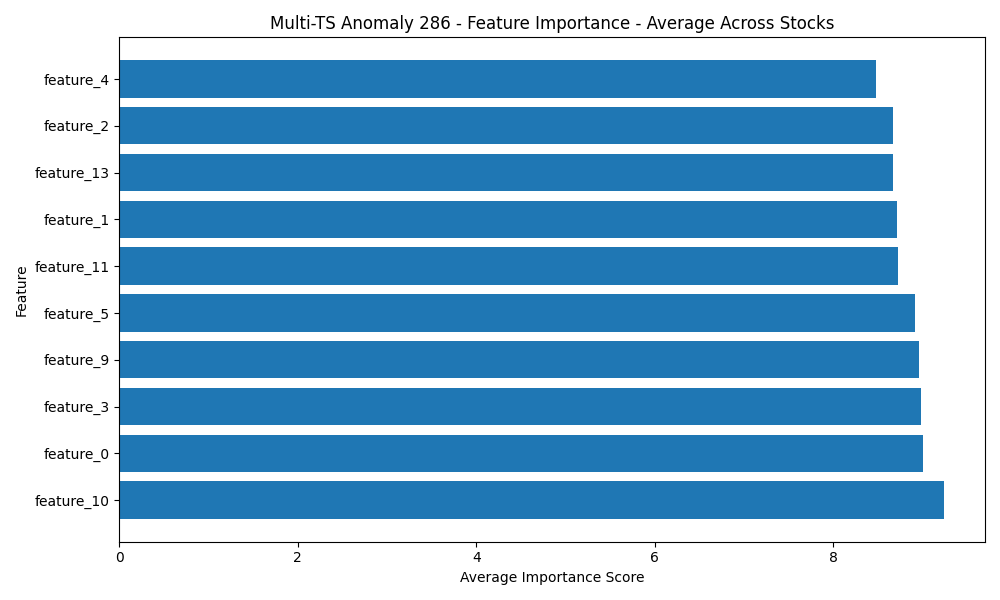 Multi-TS Anomaly 286 - Feature Importance - Average Across Stocks
Feature
feature_4
feature_2
feature_13
feature_1
feature_11
feature_5
feature_9
feature_3
feature_0
feature_10
0 2 4 6 8
Average Importance Score